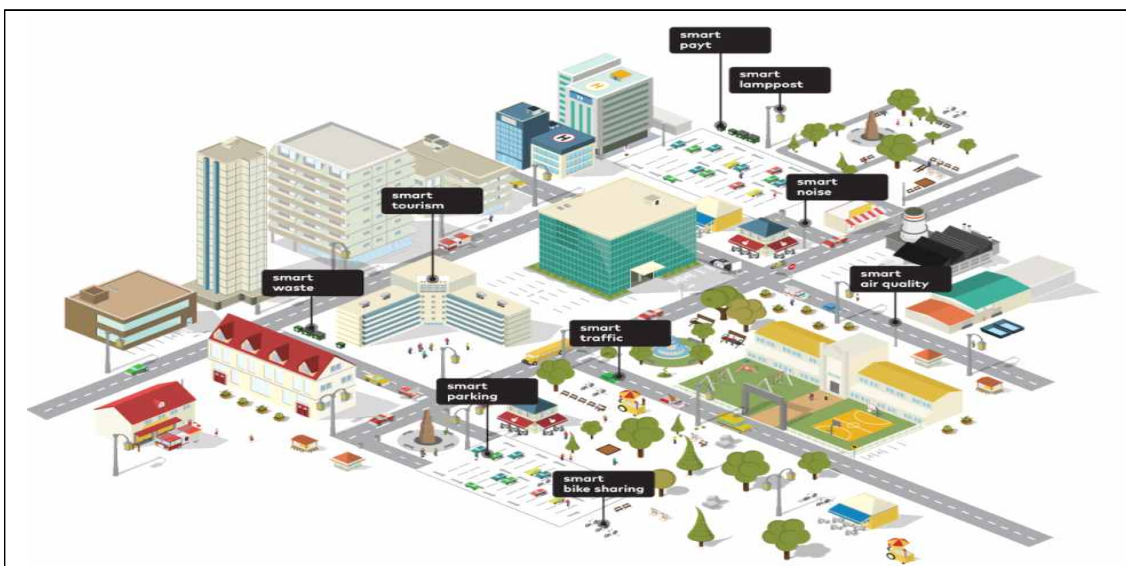 smart
payt
smart
lamppost
smart
tourism
smart
noise
smart
waste
smart
air quality
smart
traffic
smart
parking
smart
bike sharing
H
H